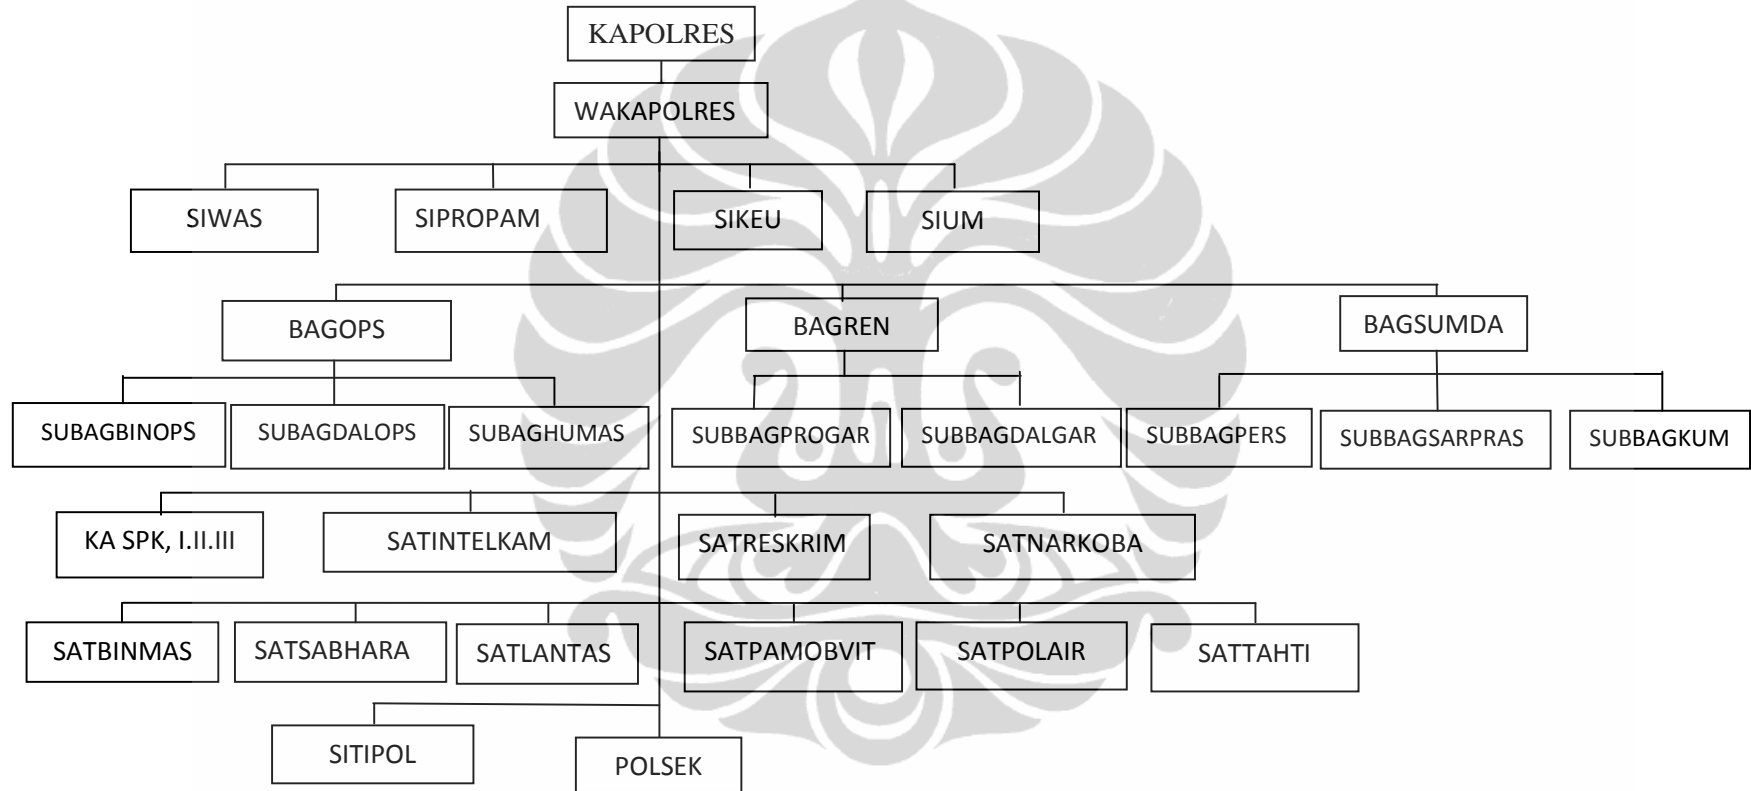 KAPOLRES
WAKAPOLRES
SIWAS
SIPROPAM
SIKEU
SIUM
BAGOPS
BAGREN
BAGSUMDA
SUBAGBINOPS
SUBAGDALOPS
SUBAGHUMAS
SUBBAGPROGAR
SUBBAGDALGAR
SUBBAGPERS
SUBBAGSARPRAS
SUBBAGKUM
KA SPK, I.II.III
SATINTELKAM
SATRESKRIM
SATNARKOBA
SATBINMAS
SATSABHARA
SATLANTAS
SATPAMOBVIT
SATPOLAIR
SATTAHTI
SITIPOL
POLSEK